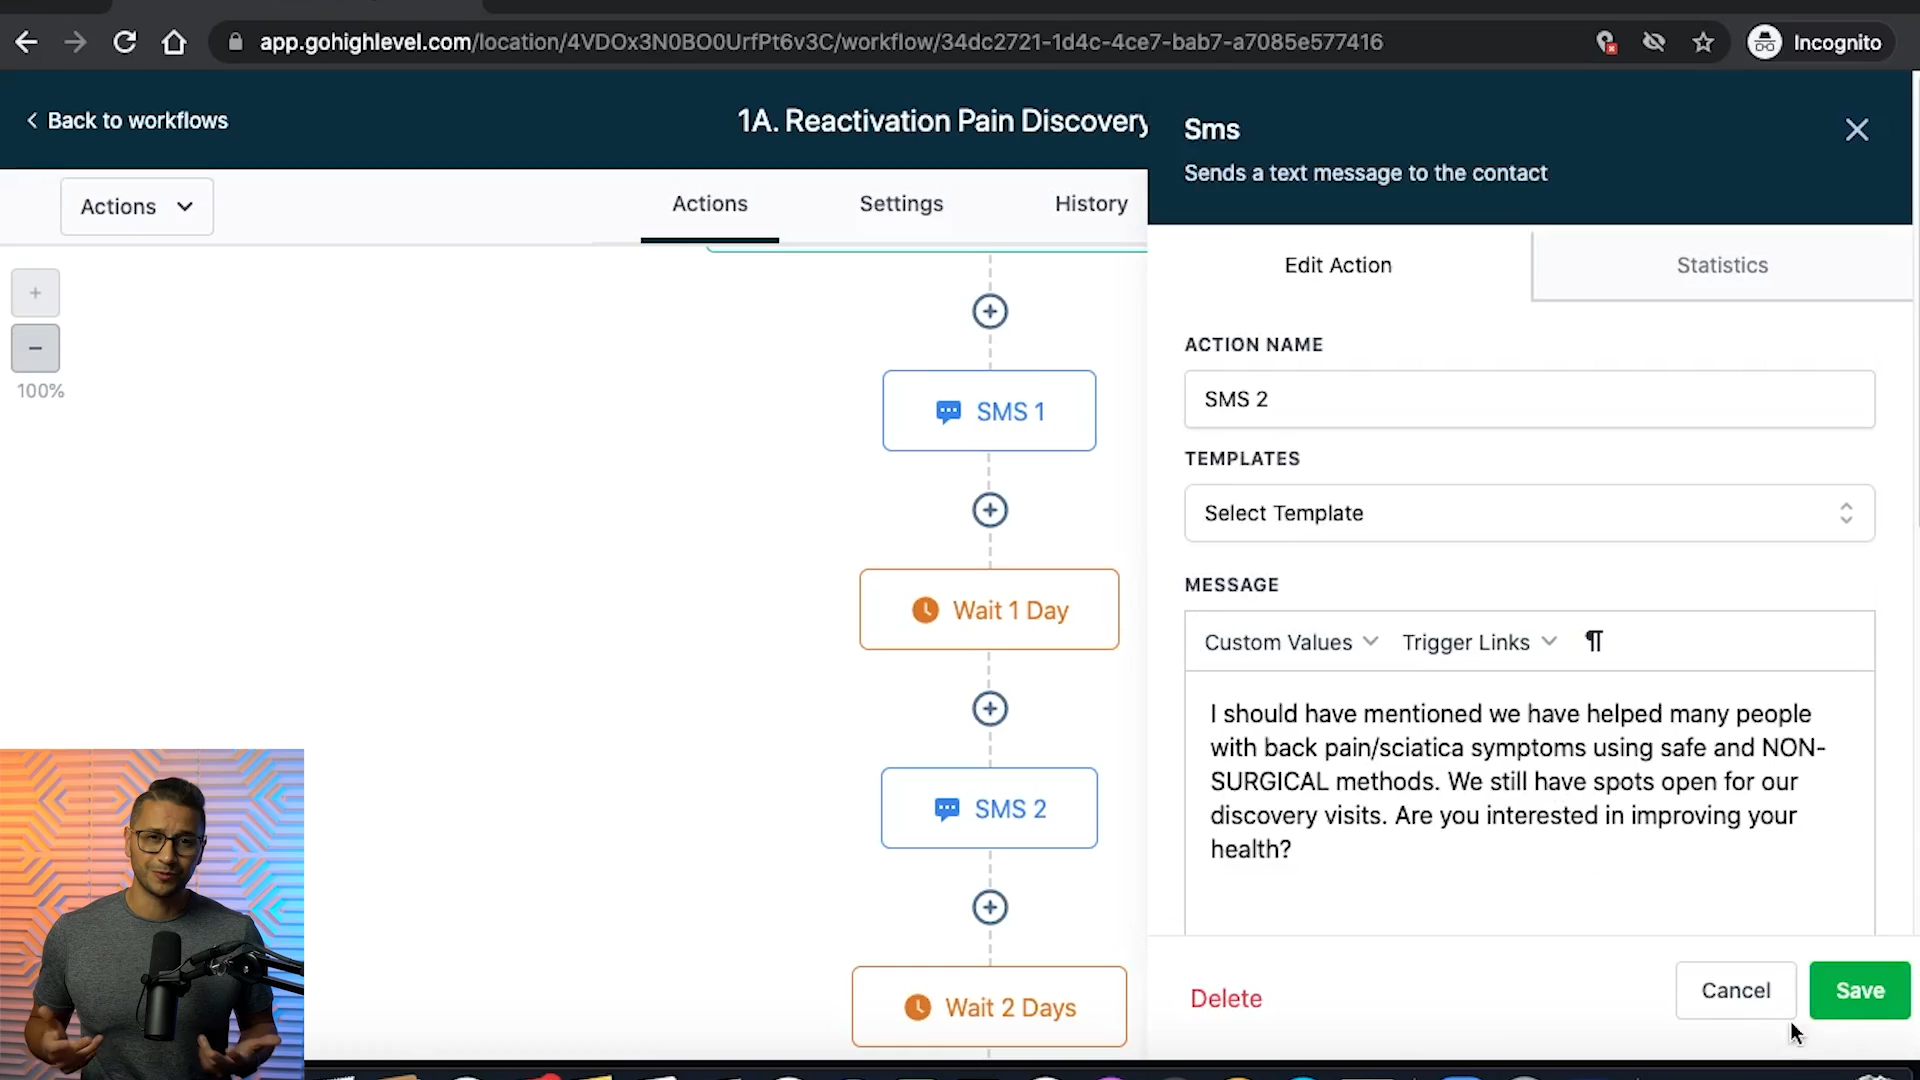 app.gohighlevel.com/location/4VDOx3N0BO0UrfPt6v3C/workflow/34dc2721-1d4c-4ce7-bab7-a7085e577416
Incognito
Back to workflows
1A. Reactivation Pain Discovery
Sms
Sends a text message to the contact
Actions
Actions
Settings
History
Edit Action
Statistics
100%
ACTION NAME
SMS 2
TEMPLATES
Select Template
MESSAGE
Custom Values
Trigger Links
¶
I should have mentioned we have helped many people
with back pain/sciatica symptoms using safe and NON-
SURGICAL methods. We still have spots open for our
discovery visits. Are you interested in improving your
health?
SMS 1
Wait 1 Day
SMS 2
Wait 2 Days
Delete
Cancel
Save